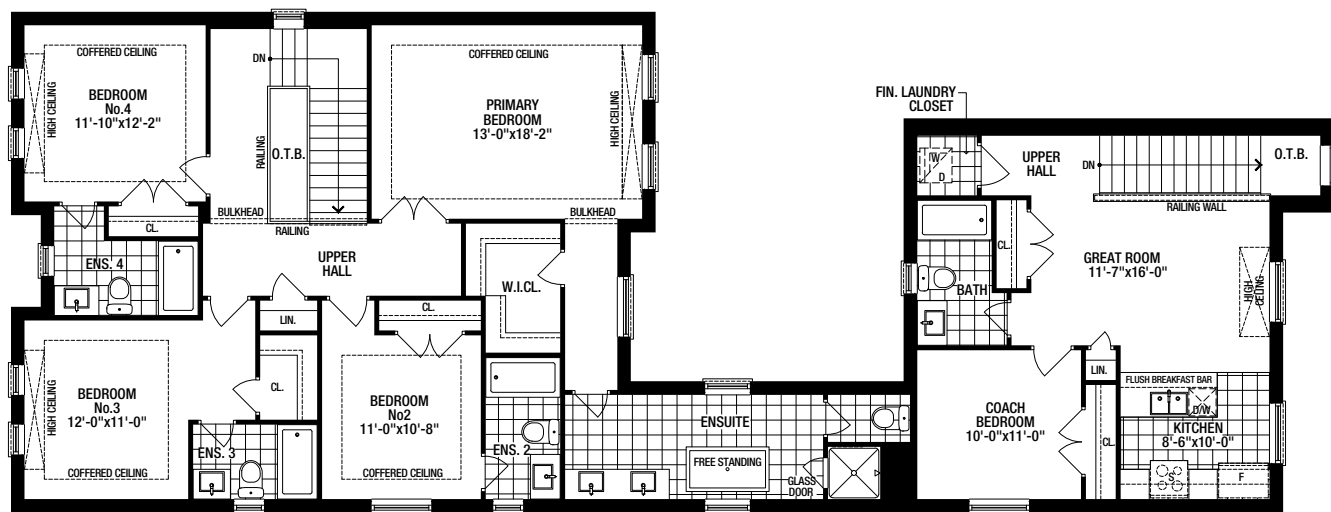 COFFERED CEILING
HIGH CEILING
BEDROOM
No.4
11'-10"x12'-2"
CL.
ENS. 4
DN
RAILING
O.T.B.
BULKHEAD
RAILING
UPPER
HALL
LIN.
COFFERED CEILING
PRIMARY
BEDROOM
13'-0"x18'-2"
HIGH CEILING
BULKHEAD
W.I.CL.
CL.
HIGH CEILING
BEDROOM
No.3
12'-0"x11'-0"
COFFERED CEILING
CL.
ENS. 3
BEDROOM
No2
11'-0"x10'-8"
COFFERED CEILING
ENS. 2
ENSUITE
FREE STANDING
GLASS
DOOR
FIN. LAUNDRY
CLOSET
W
D
UPPER
HALL
DN
O.T.B.
RAILING WALL
CL.
GREAT ROOM
11'-7"x16'-0"
HIGH
CEILING
BATH
LIN.
FLUSH BREAKFAST BAR
D/W
KITCHEN
8'-6"x10'-0"
S
F
COACH
BEDROOM
10'-0"x11'-0"
CL.